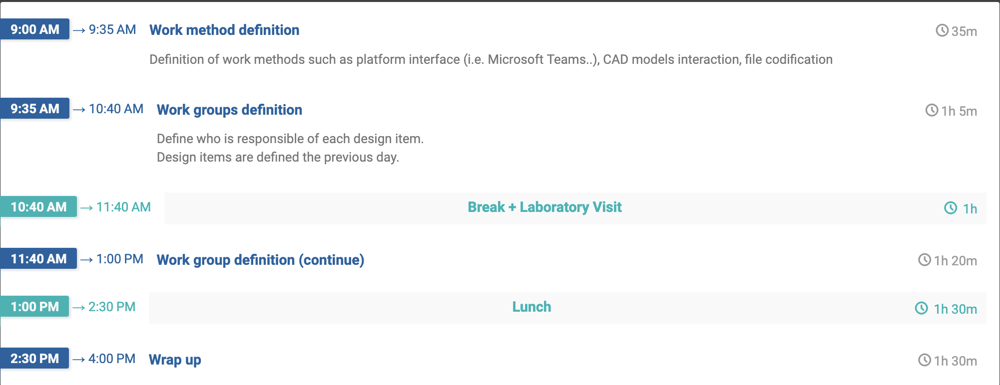 9:00 AM → 9:35 AM Work method definition 35m
Definition of work methods such as platform interface (i.e. Microsoft Teams..), CAD models interaction, file codification
9:35 AM → 10:40 AM Work groups definition 1h 5m
Define who is responsible of each design item.
Design items are defined the previous day.
10:40 AM → 11:40 AM Break + Laboratory Visit 1h
11:40 AM → 1:00 PM Work group definition (continue) 1h 20m
1:00 PM → 2:30 PM Lunch 1h 30m
2:30 PM → 4:00 PM Wrap up 1h 30m